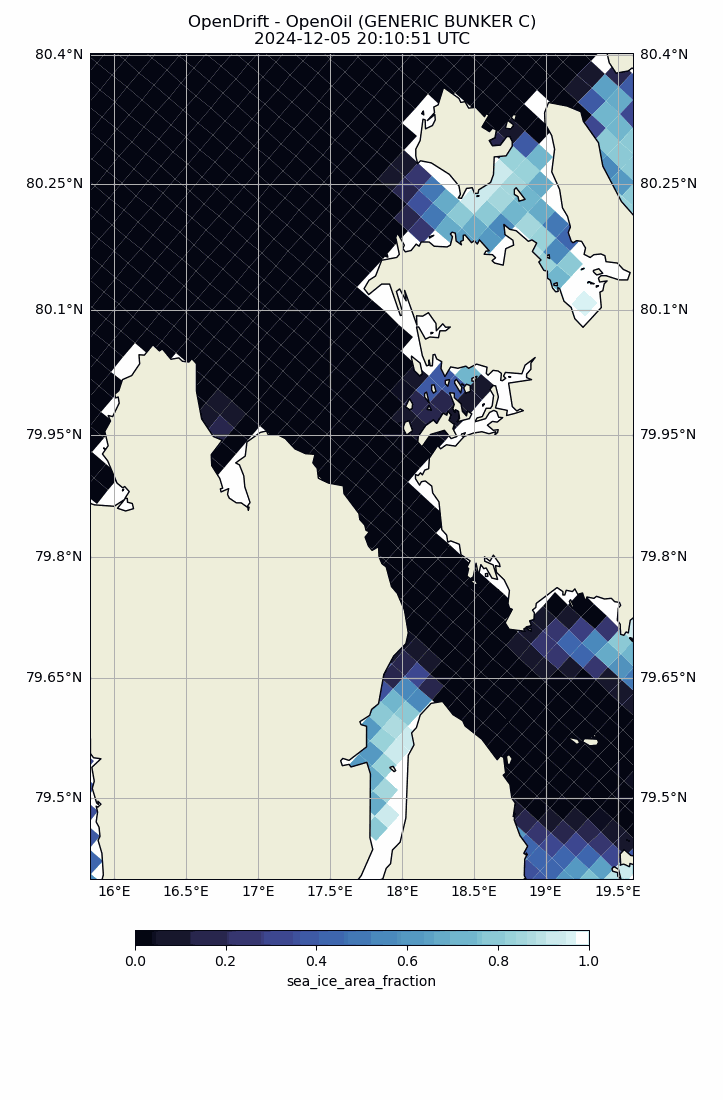 OpenDrift - OpenOil (GENERIC BUNKER C)
2024-12-05 20:10:51 UTC
80.4°N 80.4°N
80.25°N 80.25°N
80.1°N 80.1°N
79.95°N 79.95°N
79.8°N 79.8°N
79.65°N 79.65°N
79.5°N 79.5°N
16°E 16.5°E 17°E 17.5°E 18°E 18.5°E 19°E 19.5°E
0.0 0.2 0.4 0.6 0.8 1.0
sea_ice_area_fraction